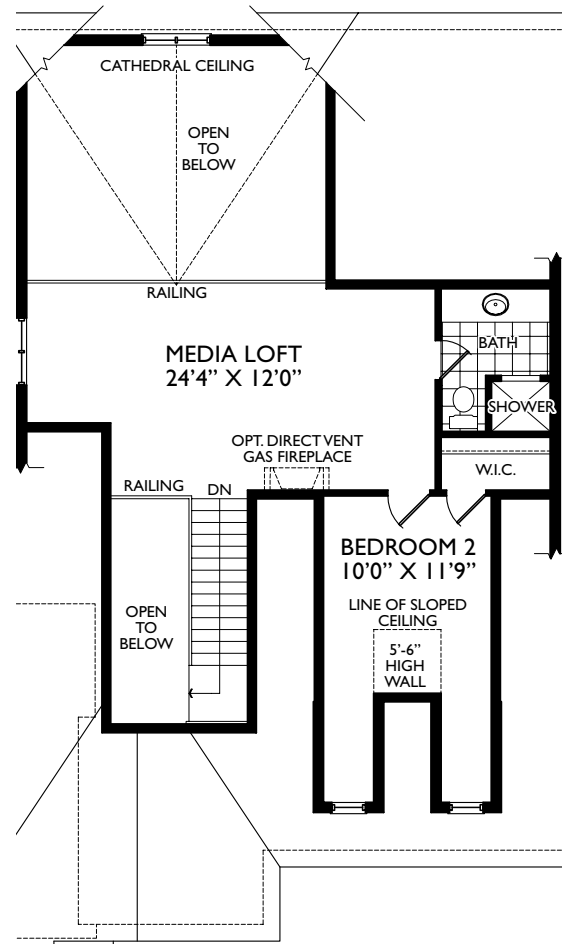 CATHEDRAL CEILING
OPEN
TO
BELOW
RAILING
BATH
MEDIA LOFT
24'4” X 12'0”
SHOWER
OPT. DIRECT VENT
GAS FIREPLACE
W.I.C.
RAILING
DN
BEDROOM 2
10'0” X 11'9”
LINE OF SLOPED
CEILING
OPEN
TO
BELOW
5'-6”
HIGH
WALL